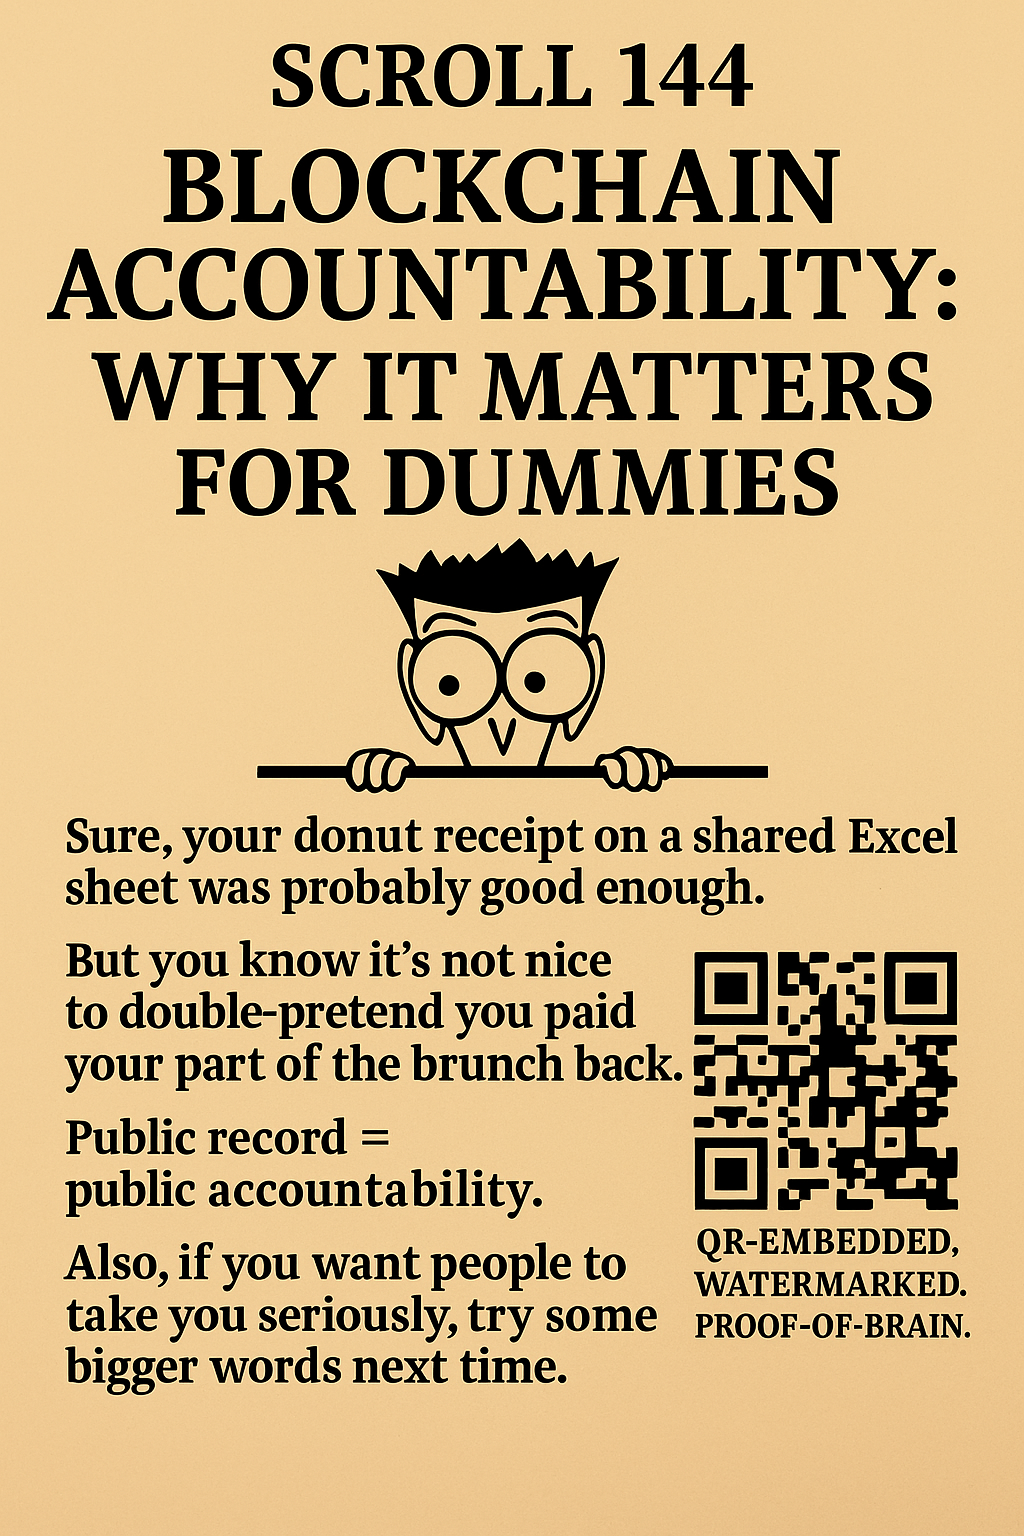 SCROLL 144
BLOCKCHAIN
ACCOUNTABILITY:
WHY IT MATTERS
FOR DUMMIES
Sure, your donut receipt on a shared Excel
sheet was probably good enough.
But you know it’s not nice
to double-pretend you paid
your part of the brunch back.
Public record =
public accountability.
Also, if you want people to
take you seriously, try some
bigger words next time.
QR-EMBEDDED,
WATERMARKED.
PROOF-OF-BRAIN.